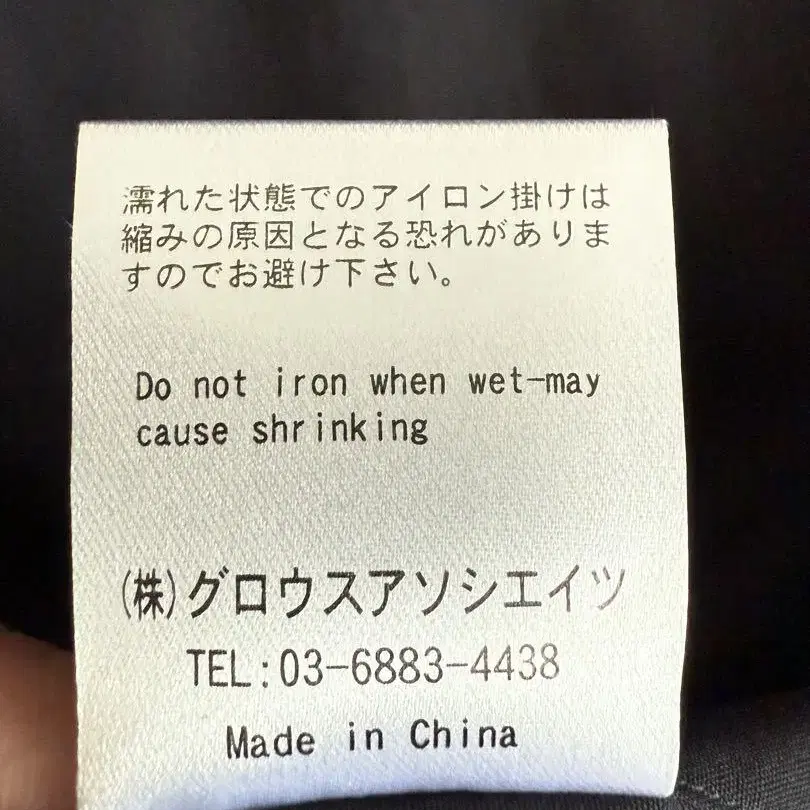 濡れた状態でのアイロン掛けは
縮みの原因となる恐れがありま
すのでお避け下さい。
Do not iron when wet-may
cause shrinking
(株)グロウスアソシエイツ
TEL:03-6883-4438
Made in China